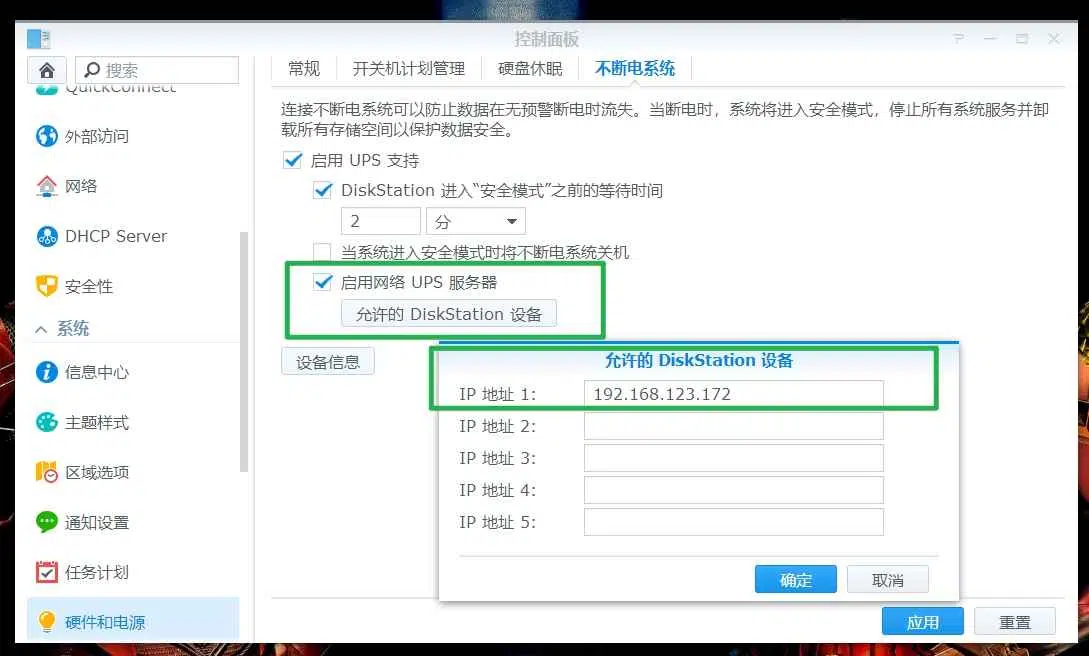 控制面板
搜索
常规 开关机计划管理 硬盘休眠 不断电系统
QuickConnect
外部访问
网络
DHCP Server
安全性
系统
信息中心
主题样式
区域选项
通知设置
任务计划
硬件和电源
连接不断电系统可以防止数据在无预警断电时流失。当断电时，系统将进入安全模式，停止所有系统服务并卸
载所有存储空间以保护数据安全。
启用 UPS 支持
DiskStation 进入“安全模式”之前的等待时间
2 分
当系统进入安全模式时将不断电系统关机
启用网络 UPS 服务器
允许的 DiskStation 设备
设备信息
允许的 DiskStation 设备
IP 地址 1: 192.168.123.172
IP 地址 2:
IP 地址 3:
IP 地址 4:
IP 地址 5:
确定 取消
应用 重置